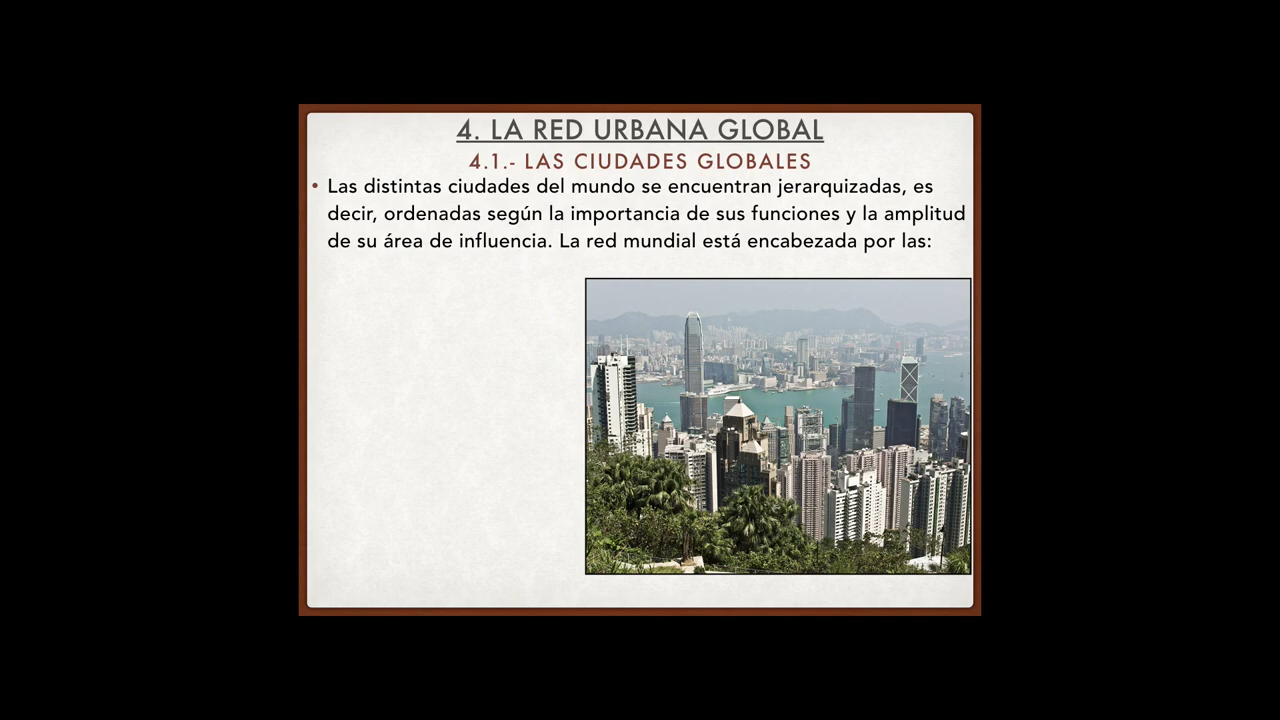 4. LA RED URBANA GLOBAL
4.1.- LAS CIUDADES GLOBALES
• Las distintas ciudades del mundo se encuentran jerarquizadas, es
decir, ordenadas según la importancia de sus funciones y la amplitud
de su área de influencia. La red mundial está encabezada por las: